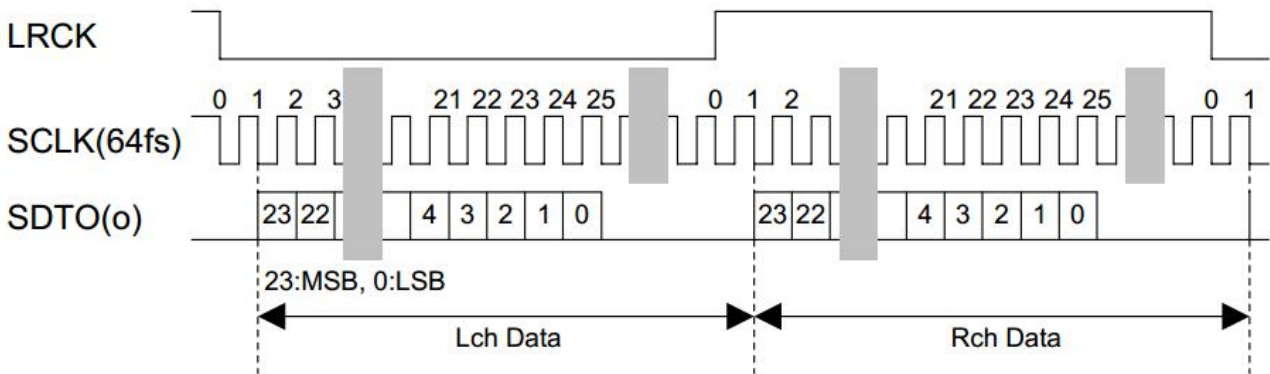 LRCK
0 1 2 3 21 22 23 24 25 0 1 2 21 22 23 24 25 0 1
SCLK(64fs)
SDTO(o) 23 22 4 3 2 1 0 23 22 4 3 2 1 0
23:MSB, 0:LSB
Lch Data Rch Data